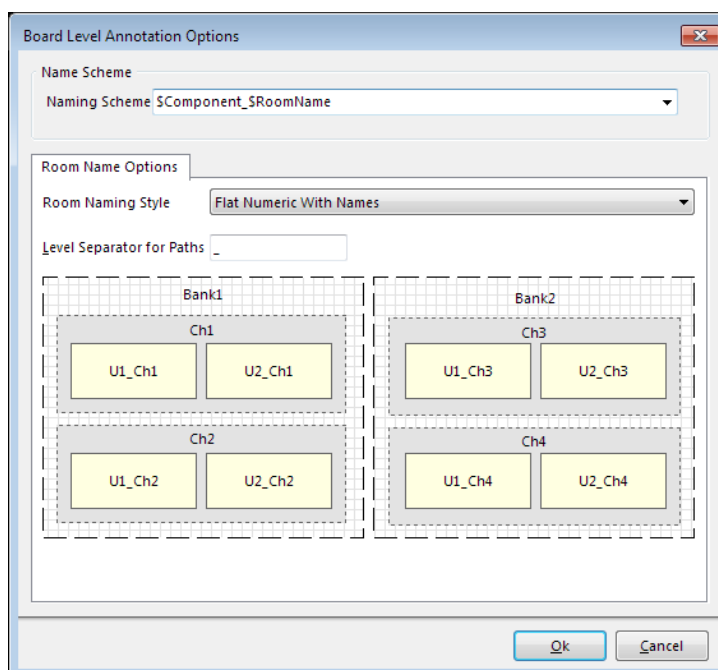 Board Level Annotation Options
Name Scheme
Naming Scheme $Component_$RoomName
Room Name Options
Room Naming Style Flat Numeric With Names
Level Separator for Paths _
Bank1 Bank2
Ch1 Ch3
U1_Ch1 U2_Ch1 U1_Ch3 U2_Ch3
Ch2 Ch4
U1_Ch2 U2_Ch2 U1_Ch4 U2_Ch4
Ok Cancel